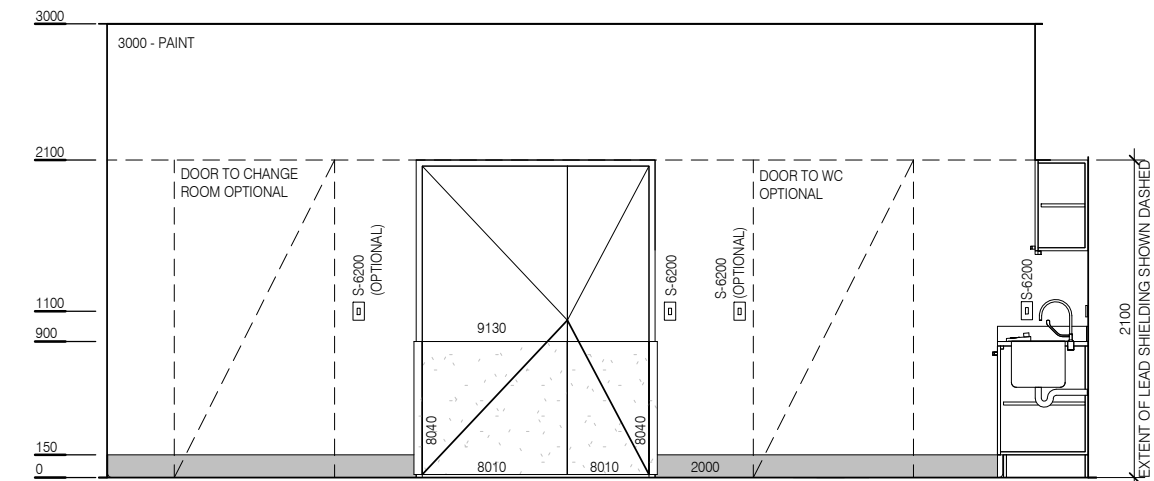 3000
3000 - PAINT
2100
DOOR TO CHANGE
ROOM OPTIONAL
DOOR TO WC
OPTIONAL
S-6200
(OPTIONAL)
S-6200
S-6200
(OPTIONAL)
S-6200
1100
900
9130
2100
EXTENT OF LEAD SHIELDING SHOWN DASHED
8040
8040
150
0
8010
8010
2000